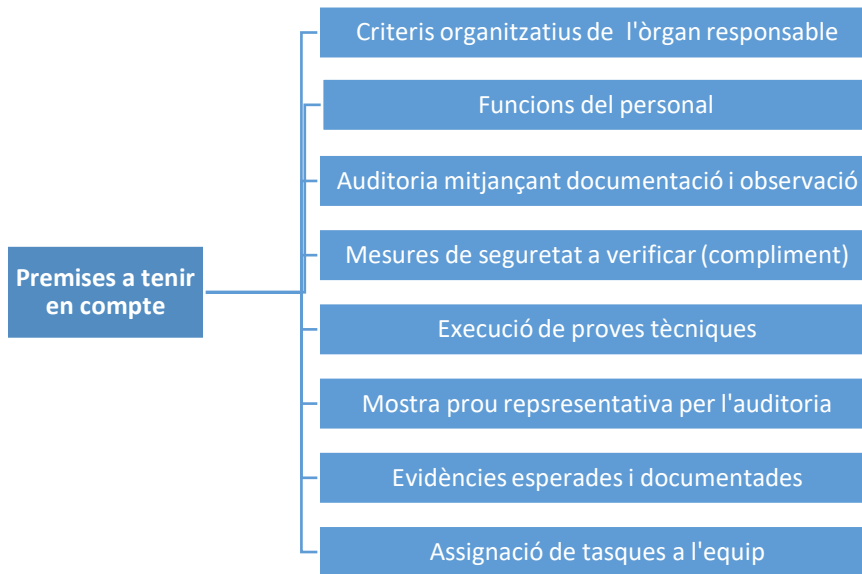 Criteris organitzatius de l'òrgan responsable
Funcions del personal
Auditoria mitjançant documentació i observació
Mesures de seguretat a verificar (compliment)
Premises a tenir
en compte
Execució de proves tècniques
Mostra prou repsresentativa per l'auditoria
Evidències esperades i documentades
Assignació de tasques a l'equip